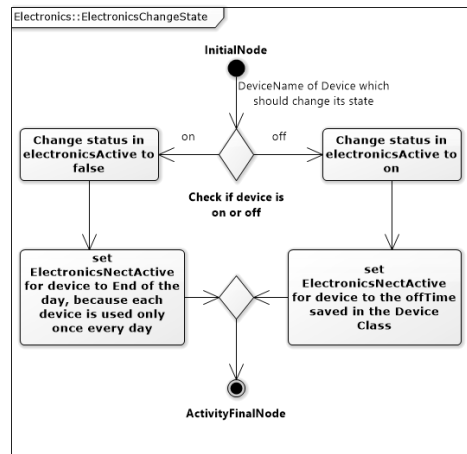 Electronics::ElectronicsChangeState
InitialNode
DeviceName of Device which
should change its state
on
off
Change status in
electronicsActive to
false
Change status in
electronicsActive to
on
Check if device is
on or off
set
ElectronicsNectActive
for device to End of the
day, because each
device is used only
once every day
set
ElectronicsNectActive
for device to the offTime
saved in the Device
Class
ActivityFinalNode